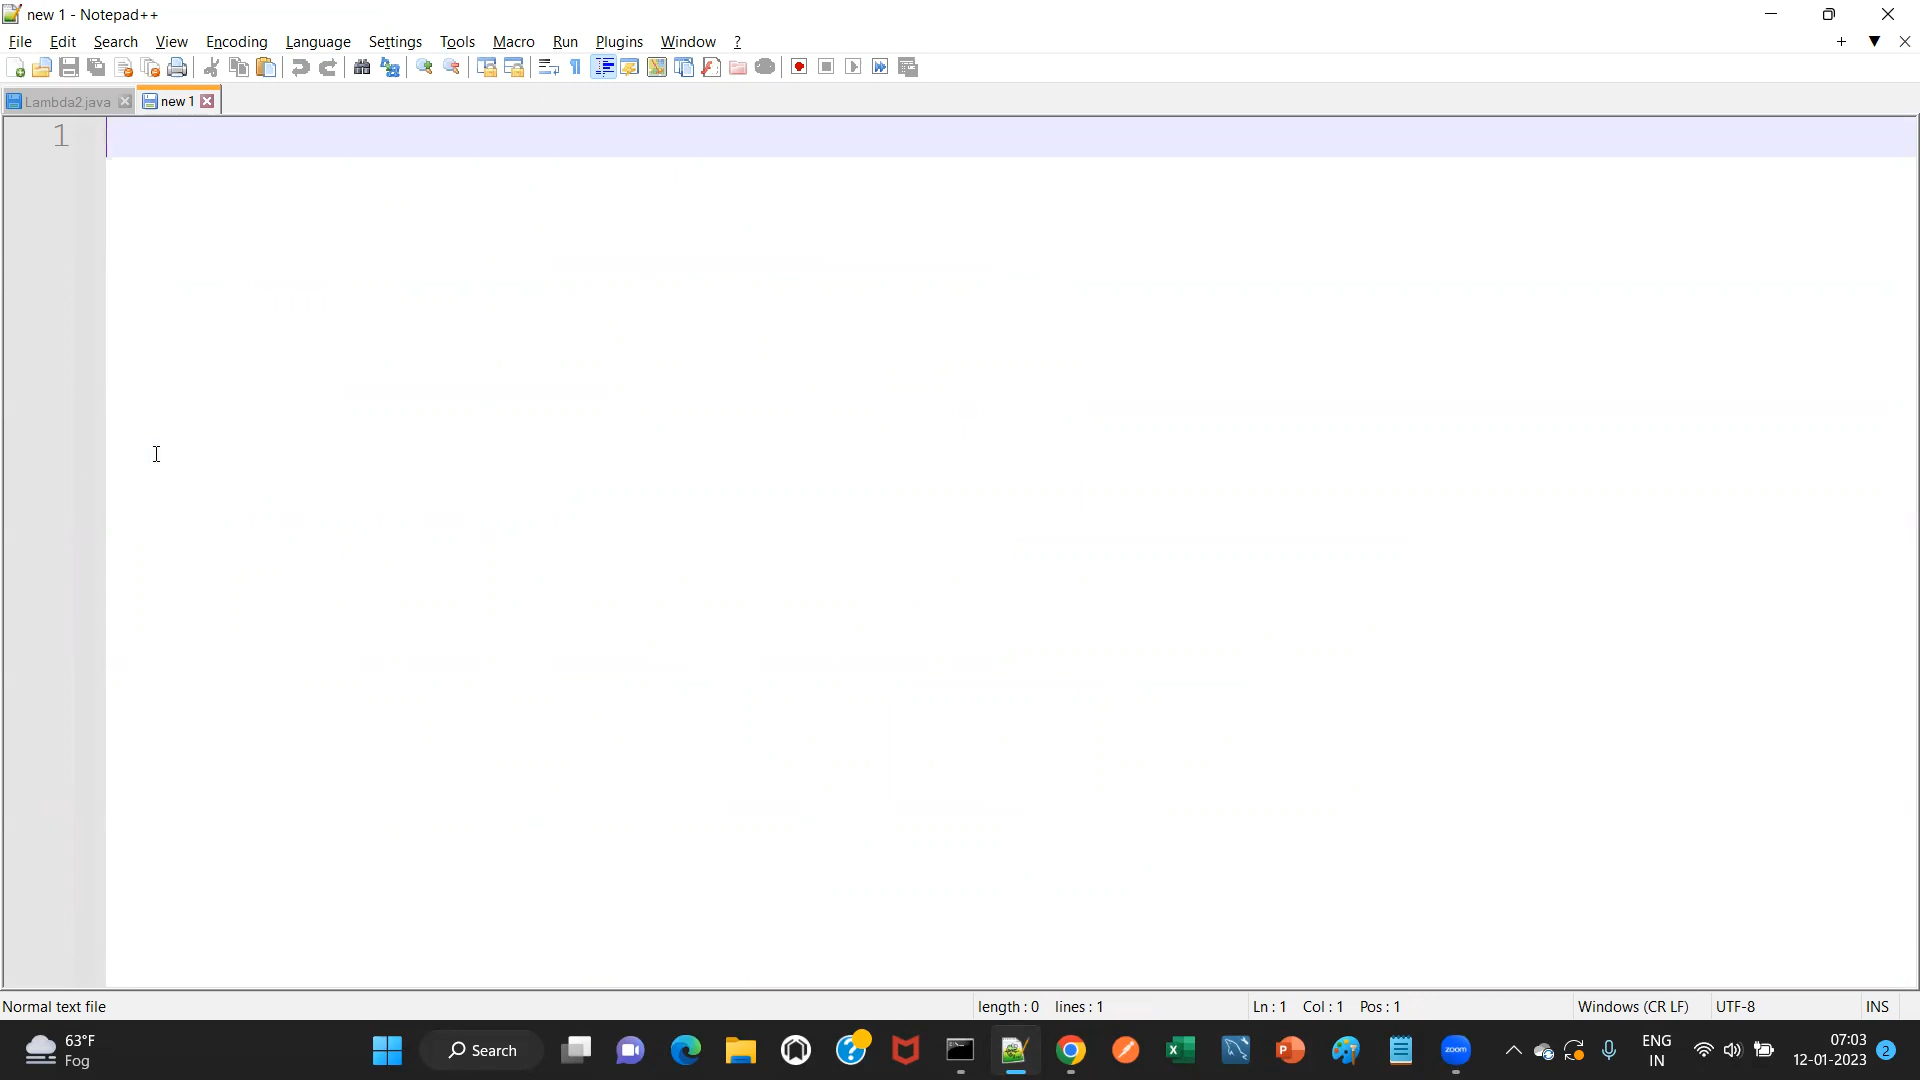 new 1 - Notepad++
File Edit Search View Encoding Language Settings Tools Macro Run Plugins Window ?
Lambda2.java new 1
1
Normal text file length : 0 lines : 1 Ln : 1 Col : 1 Pos : 1 Windows (CR LF) UTF-8 INS
63°F
Fog
Search
zoom
ENG
IN
07:03
12-01-2023
2